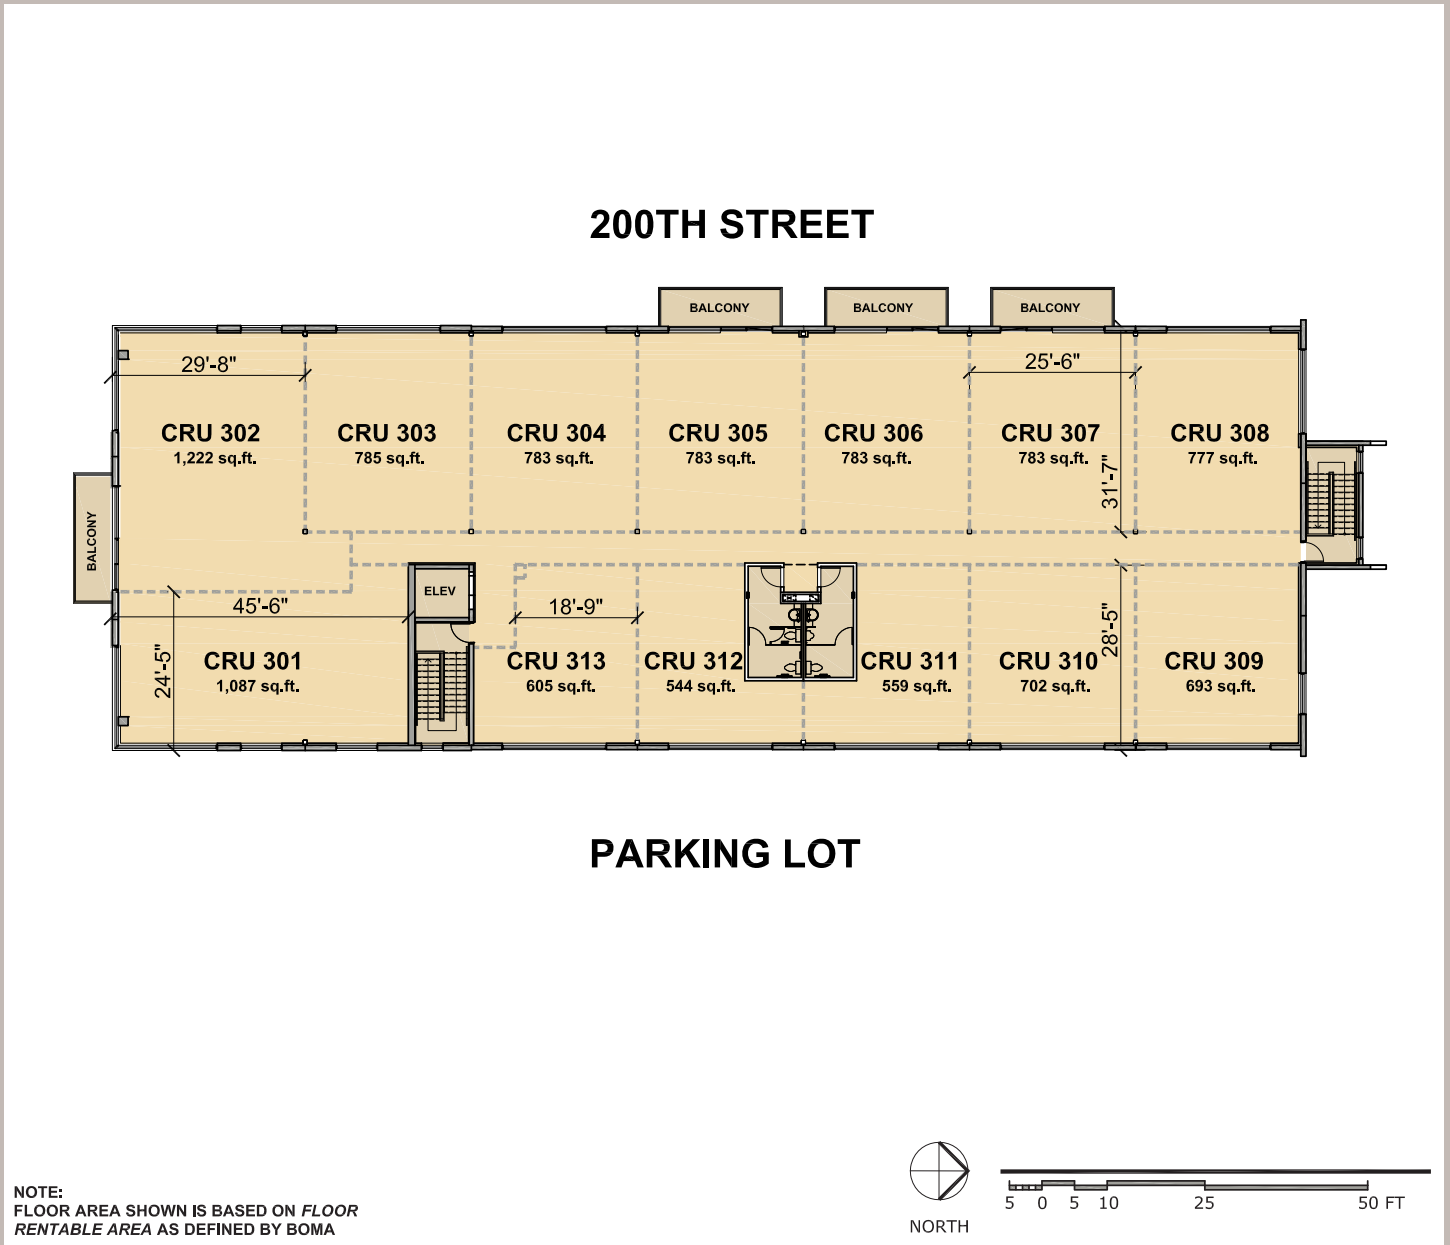 200TH STREET
BALCONY
BALCONY
BALCONY
29'-8"
25'-6"
CRU 302
1,222 sq.ft.
CRU 303
785 sq.ft.
CRU 304
783 sq.ft.
CRU 305
783 sq.ft.
CRU 306
783 sq.ft.
CRU 307
783 sq.ft.
CRU 308
777 sq.ft.
31'-7"
BALCONY
ELEV
45'-6"
18'-9"
24'-5"
28'-5"
CRU 301
1,087 sq.ft.
CRU 313
605 sq.ft.
CRU 312
544 sq.ft.
CRU 311
559 sq.ft.
CRU 310
702 sq.ft.
CRU 309
693 sq.ft.
PARKING LOT
NOTE:
FLOOR AREA SHOWN IS BASED ON FLOOR
RENTABLE AREA AS DEFINED BY BOMA
NORTH
5 0 5 10 25 50 FT